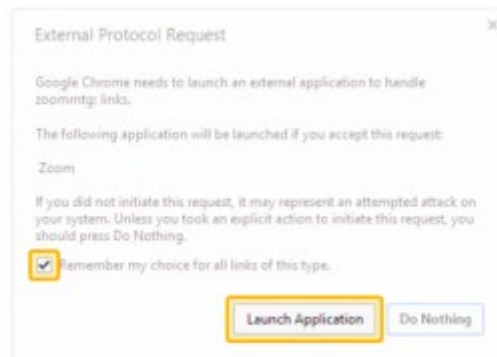 External Protocol Request
Google Chrome needs to launch an external application to handle
zoommtg: links.
The following application will be launched if you accept this request:
Zoom
If you did not initiate this request, it may represent an attempted attack on
your system. Unless you took an explicit action to initiate this request, you
should press Do Nothing.
Remember my choice for all links of this type.
Launch Application Do Nothing